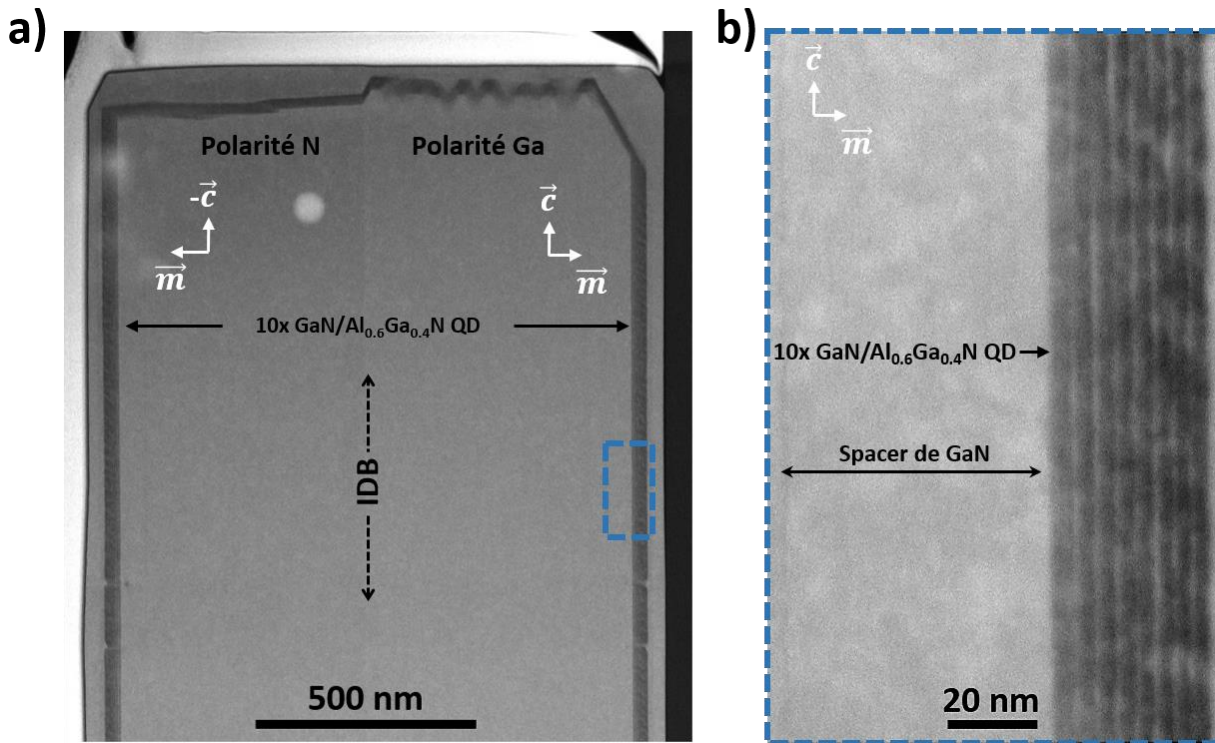 a)
Polarité N
Polarité Ga
-c⃗
m⃗
c⃗
m⃗
10x GaN/Al₀.₆Ga₀.₄N QD
IDB
500 nm
b)
c⃗
m⃗
10x GaN/Al₀.₆Ga₀.₄N QD
Spacer de GaN
20 nm